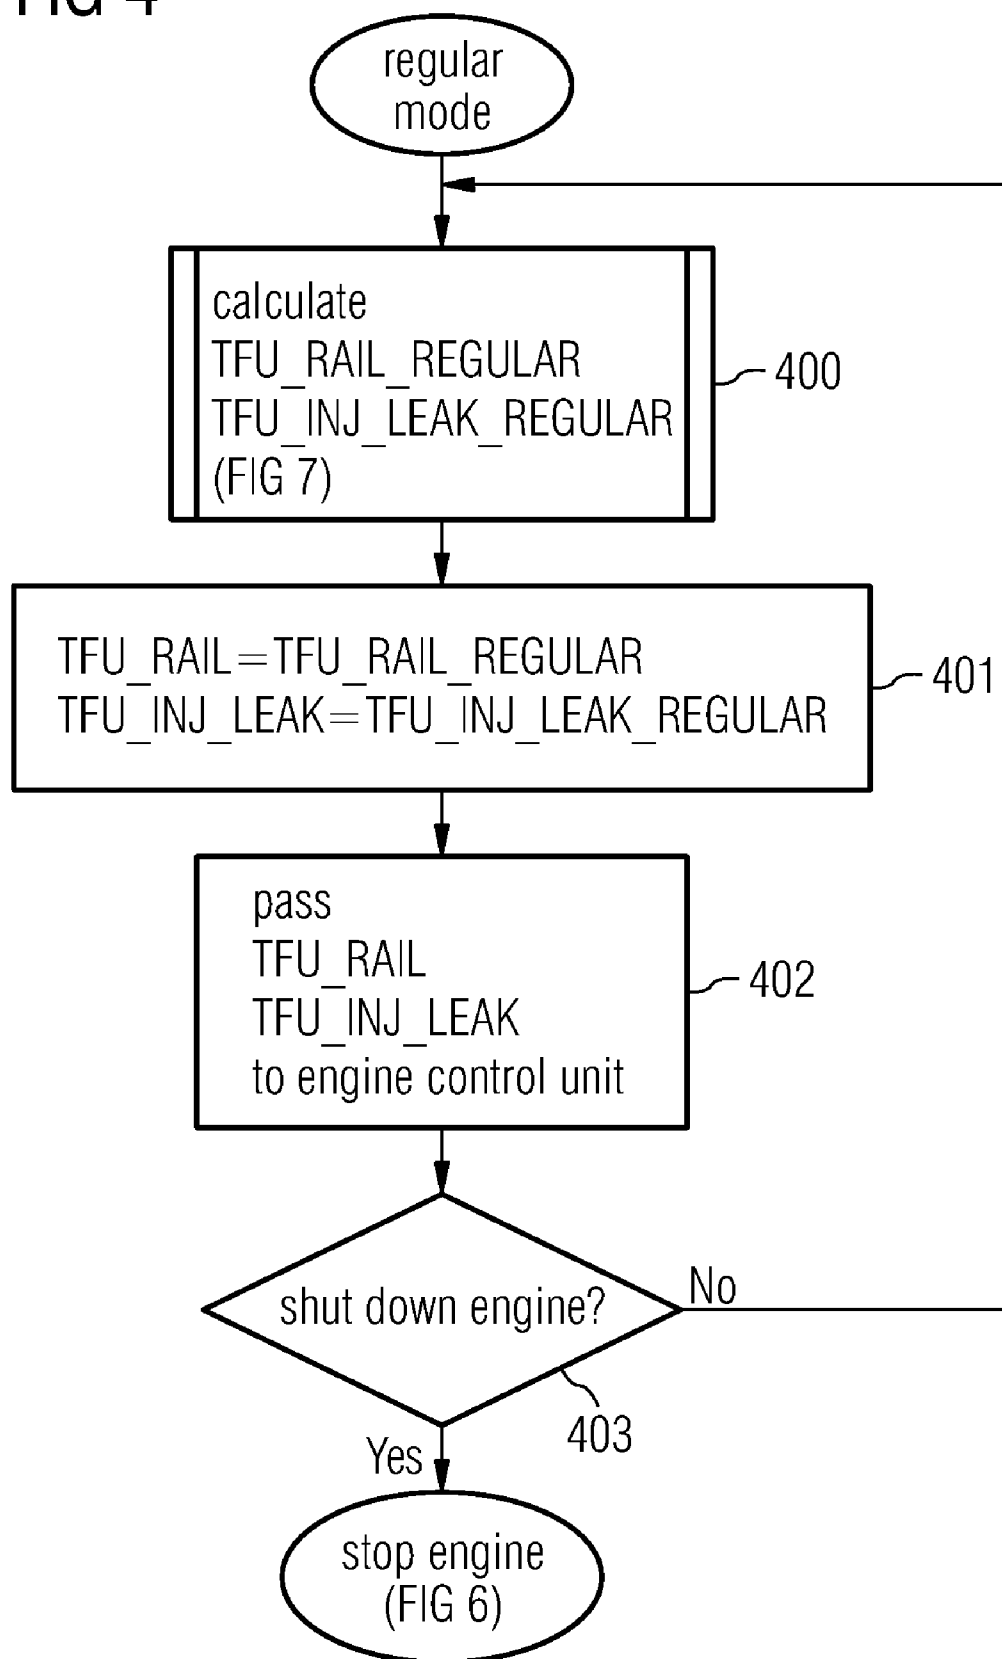 FIG 4
regular
mode
calculate
TFU_RAIL_REGULAR
TFU_INJ_LEAK_REGULAR
(FIG 7)
400
TFU_RAIL=TFU_RAIL_REGULAR
TFU_INJ_LEAK=TFU_INJ_LEAK_REGULAR
401
pass
TFU_RAIL
TFU_INJ_LEAK
to engine control unit
402
shut down engine?
No
403
Yes
stop engine
(FIG 6)